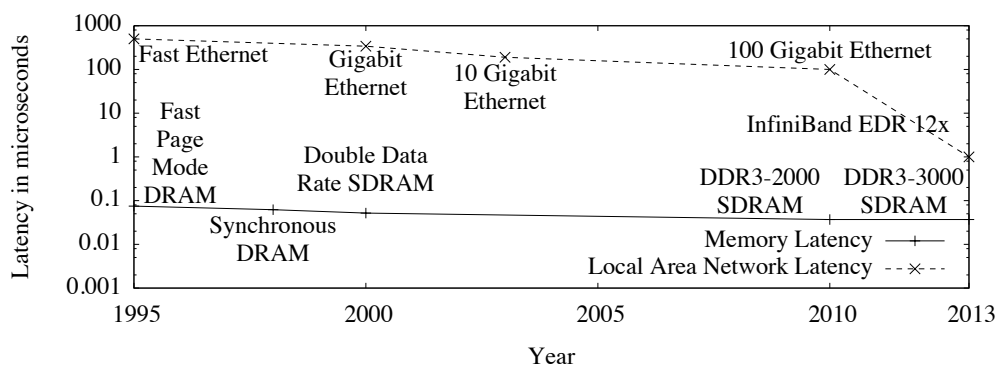 1000
100
10
1
0.1
0.01
0.001
Latency in microseconds
Fast Ethernet
Gigabit
Ethernet
10 Gigabit
Ethernet
100 Gigabit Ethernet
InfiniBand EDR 12x
Fast
Page
Mode
DRAM
Synchronous
DRAM
Double Data
Rate SDRAM
DDR3-2000
SDRAM
DDR3-3000
SDRAM
Memory Latency
Local Area Network Latency
1995
2000
2005
2010
2013
Year